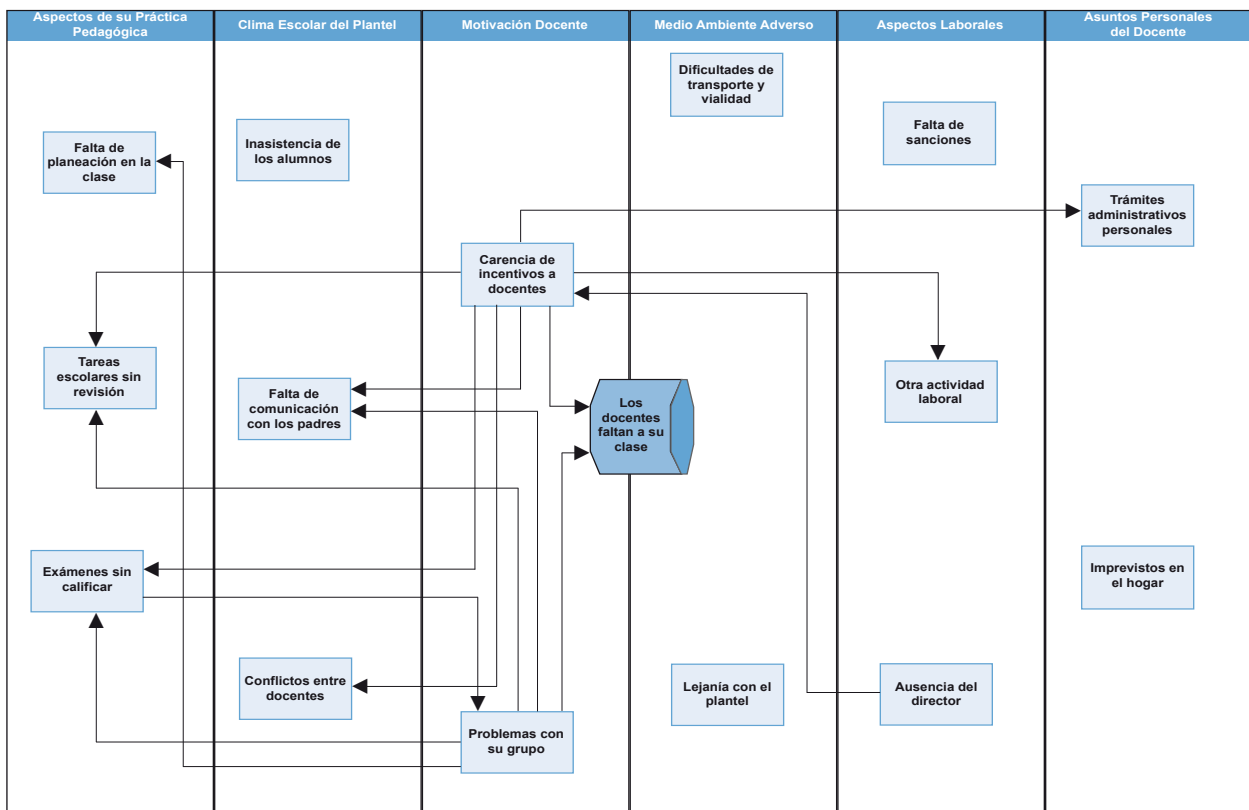 Aspectos de su Práctica
Pedagógica
Clima Escolar del Plantel
Motivación Docente
Medio Ambiente Adverso
Aspectos Laborales
Asuntos Personales
del Docente
Dificultades de
transporte y
vialidad
Falta de
sanciones
Inasistencia de
los alumnos
Falta de
planeación en la
clase
Trámites
administrativos
personales
Carencia de
incentivos a
docentes
Tareas
escolares sin
revisión
Falta de
comunicación
con los padres
Los
docentes
faltan a su
clase
Otra actividad
laboral
Exámenes sin
calificar
Imprevistos en
el hogar
Conflictos entre
docentes
Lejanía con el
plantel
Ausencia del
director
Problemas con
su grupo